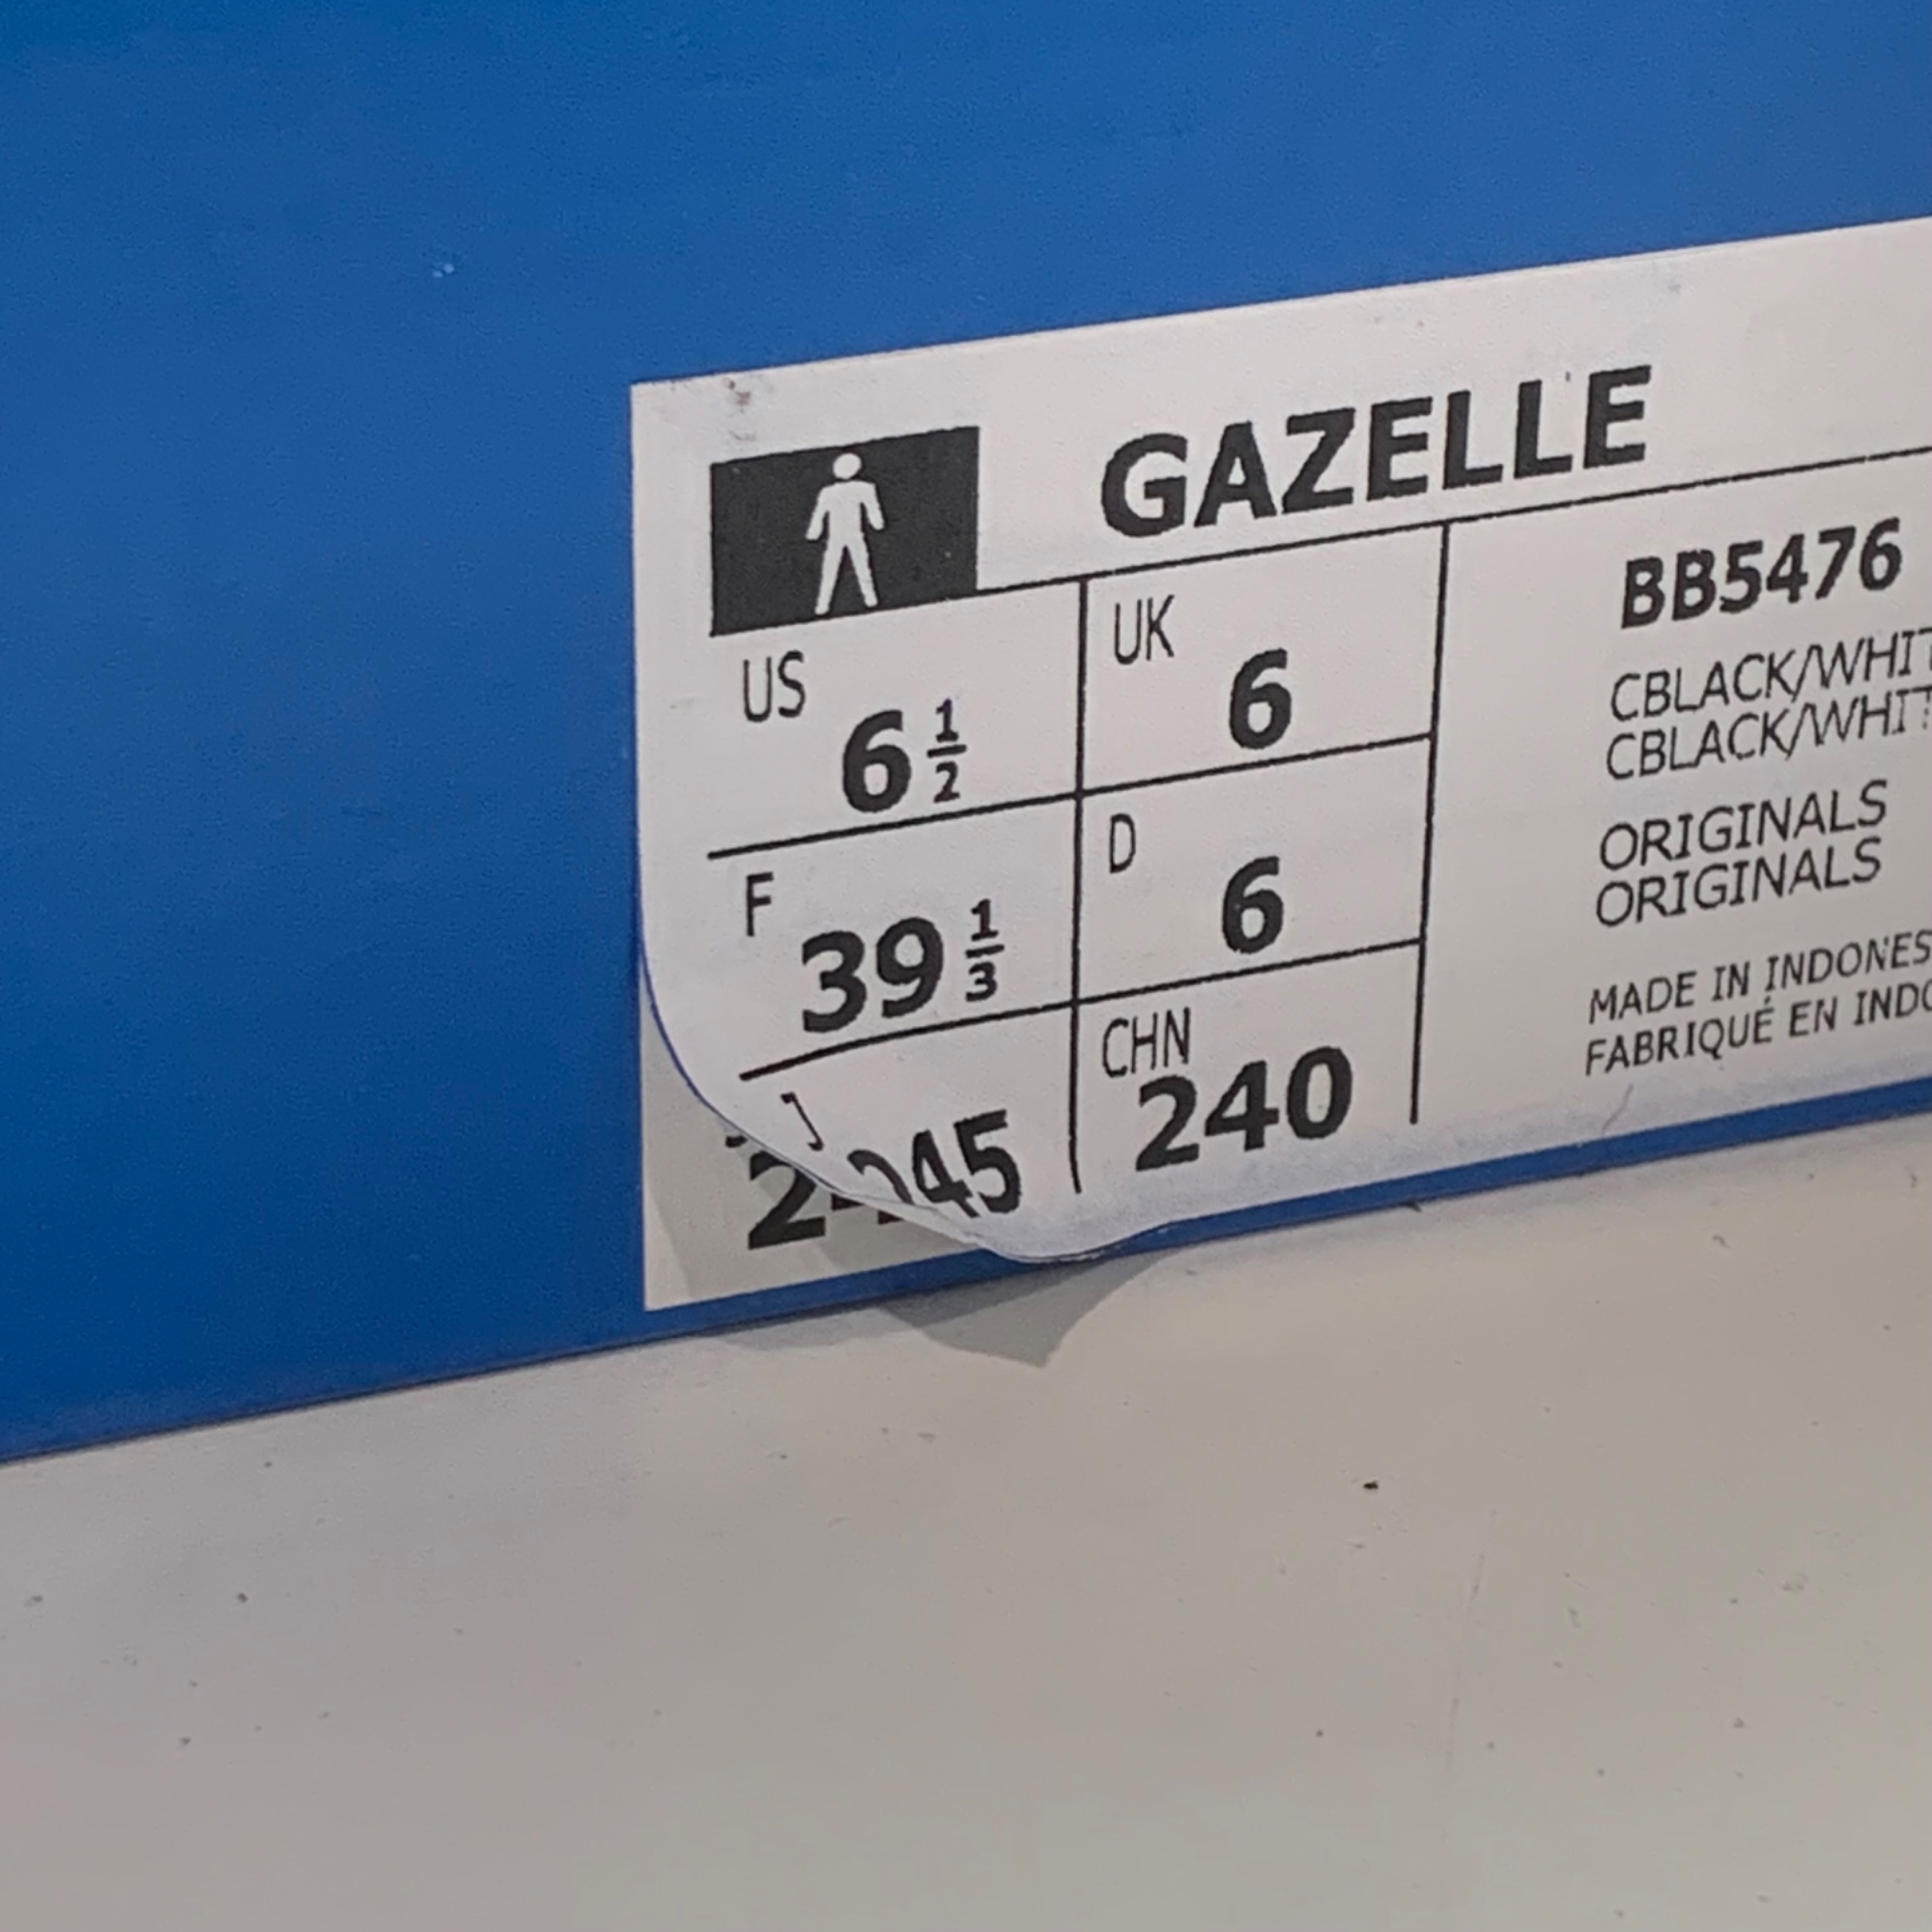 GAZELLE
US 6 1/2
UK 6
F 39 1/3
D 6
J 245
CHN 240
BB5476
CBLACK/WHIT
CBLACK/WHIT
ORIGINALS
ORIGINALS
MADE IN INDONES
FABRIQUÉ EN INDO